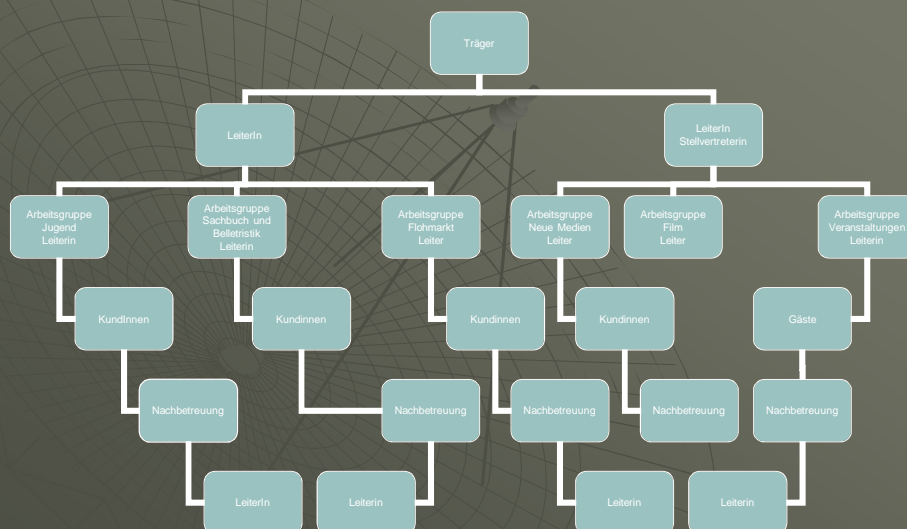 Träger
LeiterIn
LeiterIn
Stellvertreterin
Arbeitsgruppe
Jugend
Leiterin
Arbeitsgruppe
Sachbuch und
Belletristik
Leiterin
Arbeitsgruppe
Flohmarkt
Leiter
Arbeitsgruppe
Neue Medien
Leiter
Arbeitsgruppe
Film
Leiter
Arbeitsgruppe
Veranstaltungen
Leiterin
KundInnen
Kundinnen
Kundinnen
Kundinnen
Gäste
Nachbetreuung
Nachbetreuung
Nachbetreuung
Nachbetreuung
Nachbetreuung
LeiterIn
Leiterin
Leiterin
Leiterin